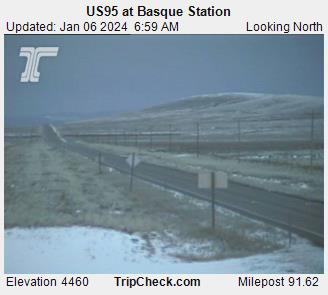 US95 at Basque Station
Updated: Jan 06 2024 6:59 AM Looking North
Elevation 4460 TripCheck.com Milepost 91.62